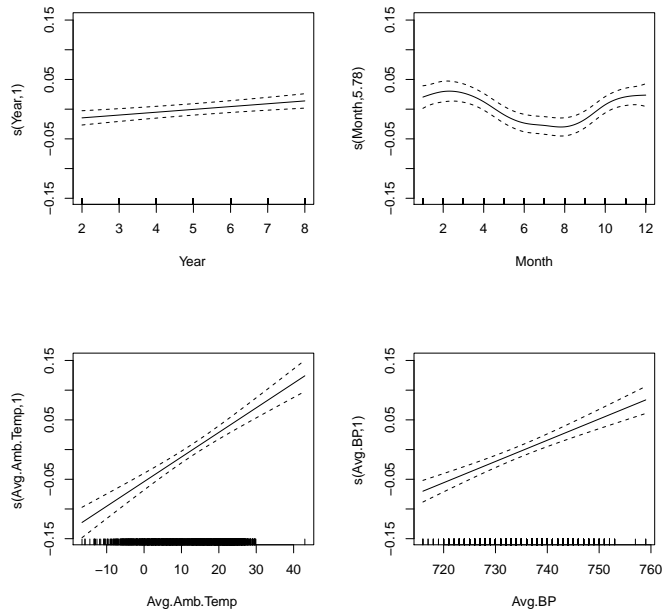 s(Year,1)
0.15
0.05
−0.05
−0.15
2 3 4 5 6 7 8
Year
s(Month,5.78)
0.15
0.05
−0.05
−0.15
2 4 6 8 10 12
Month
s(Avg.Amb.Temp,1)
0.15
0.05
−0.05
−0.15
−10 0 10 20 30 40
Avg.Amb.Temp
s(Avg.BP,1)
0.15
0.05
−0.05
−0.15
720 730 740 750 760
Avg.BP